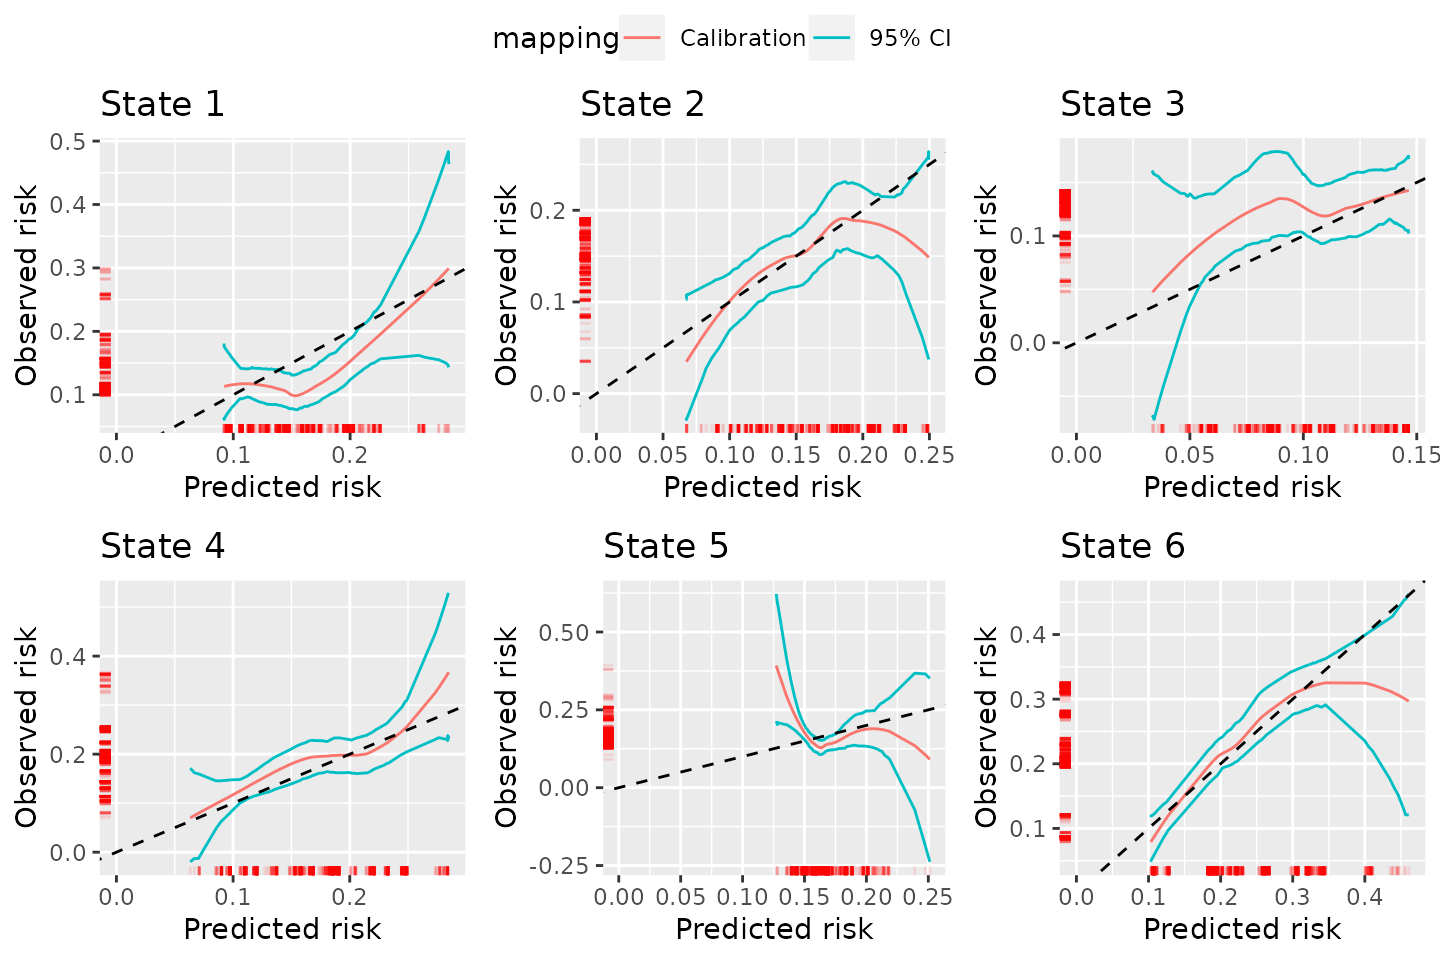 mapping Calibration 95% CI
State 1 State 2 State 3
Observed risk Observed risk Observed risk
0.5 0.4 0.3 0.2 0.1
0.2 0.1 0.0
0.1 0.0
0.0 0.1 0.2
0.00 0.05 0.10 0.15 0.20 0.25
0.00 0.05 0.10 0.15
Predicted risk Predicted risk Predicted risk
State 4 State 5 State 6
Observed risk Observed risk Observed risk
0.4 0.2 0.0
0.50 0.25 0.00 -0.25
0.4 0.3 0.2 0.1
0.0 0.1 0.2
0.00 0.05 0.10 0.15 0.20 0.25
0.0 0.1 0.2 0.3 0.4
Predicted risk Predicted risk Predicted risk